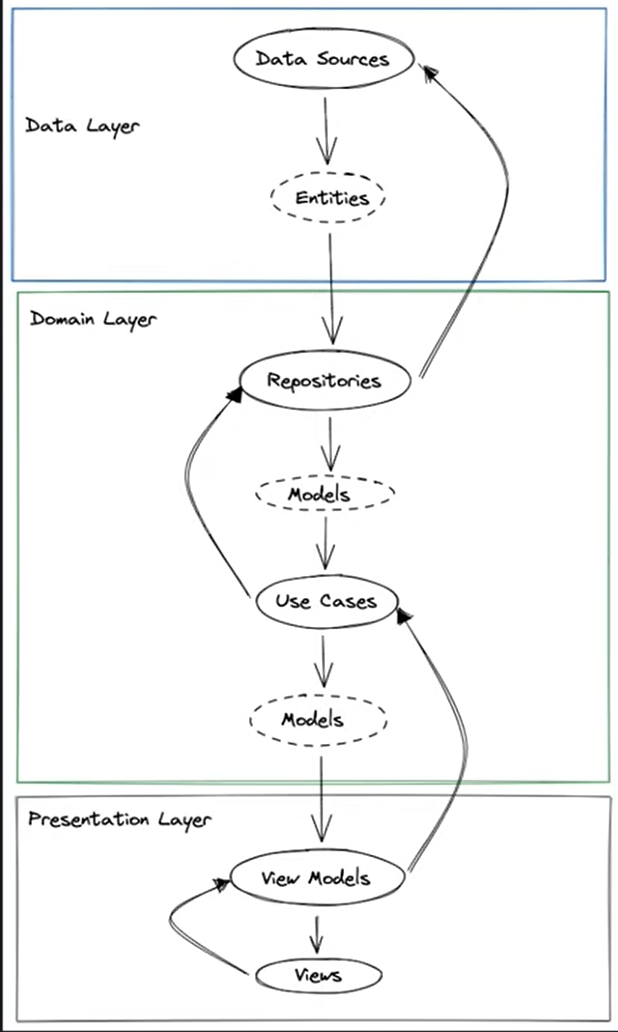 Data Sources
Data Layer
Entities
Domain Layer
Repositories
Models
Use Cases
Models
Presentation Layer
View Models
Views